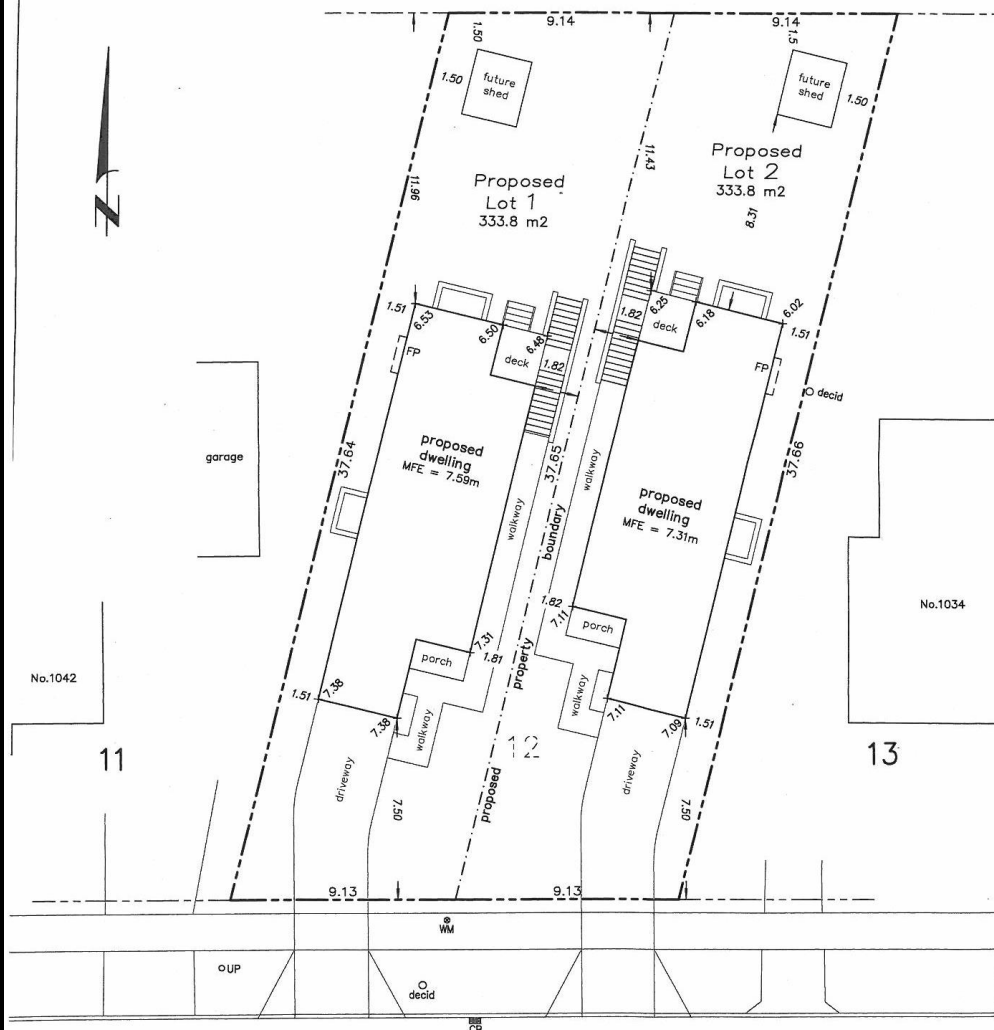 9.14
9.14
1.50
1.5
1.50
future
shed
future
shed
1.50
N
11.96
11.43
Proposed
Lot 1
333.8 m2
Proposed
Lot 2
333.8 m2
8.31
1.51
6.53
6.50
6.48
1.82
deck
FP
1.82
6.25
deck
6.18
6.02
1.51
FP
decid
garage
37.64
proposed
dwelling
MFE = 7.59m
37.65
walkway
walkway
proposed
dwelling
MFE = 7.31m
37.66
proposed property boundary
1.82
7.11
porch
7.31
1.81
porch
No.1042
No.1034
1.51
7.38
7.38
walkway
walkway
7.11
7.09
1.51
11
12
13
driveway
7.50
driveway
7.50
9.13
9.13
WM
UP
decid
CB